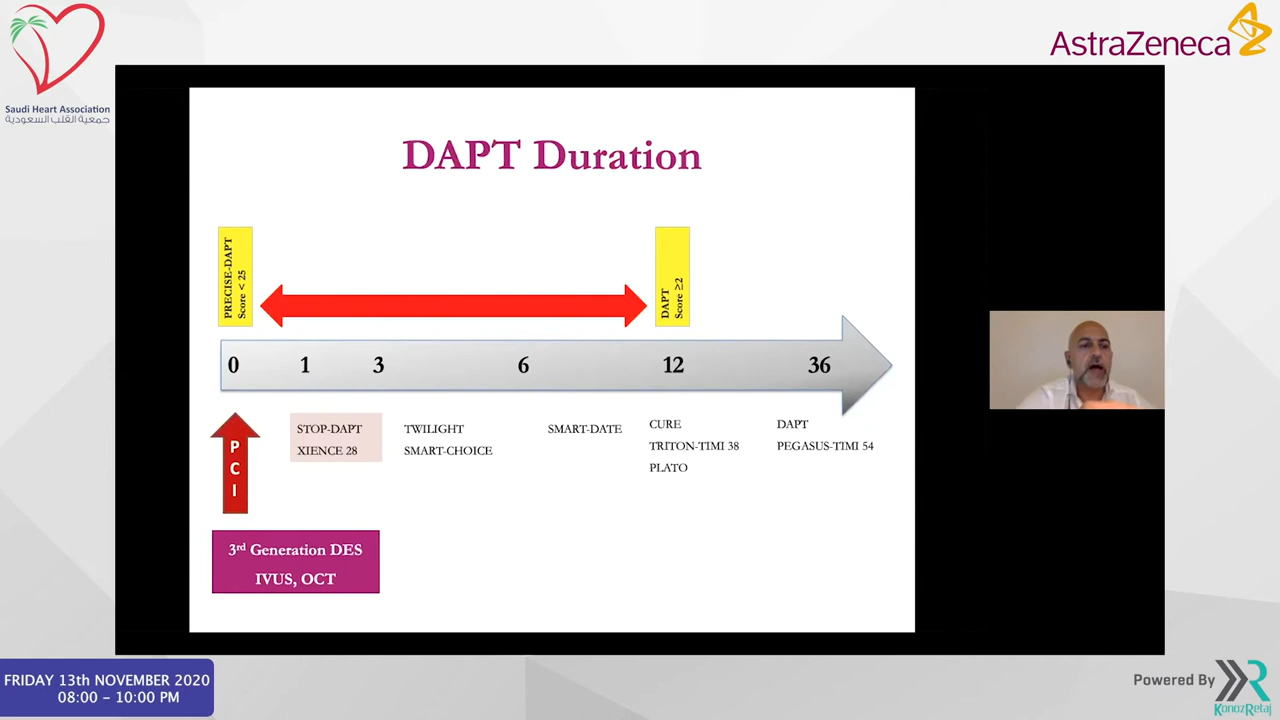 Saudi Heart Association
جمعية القلب السعودية
AstraZeneca
DAPT Duration
PRECISE-DAPT
Score < 25
DAPT
Score ≥2
0 1 3 6 12 36
PCI
STOP-DAPT
XIENCE 28
TWILIGHT
SMART-CHOICE
SMART-DATE
CURE
TRITON-TIMI 38
PLATO
DAPT
PEGASUS-TIMI 54
3rd Generation DES
IVUS, OCT
FRIDAY 13th NOVEMBER 2020
08:00 – 10:00 PM
Powered By
KonozRetaj